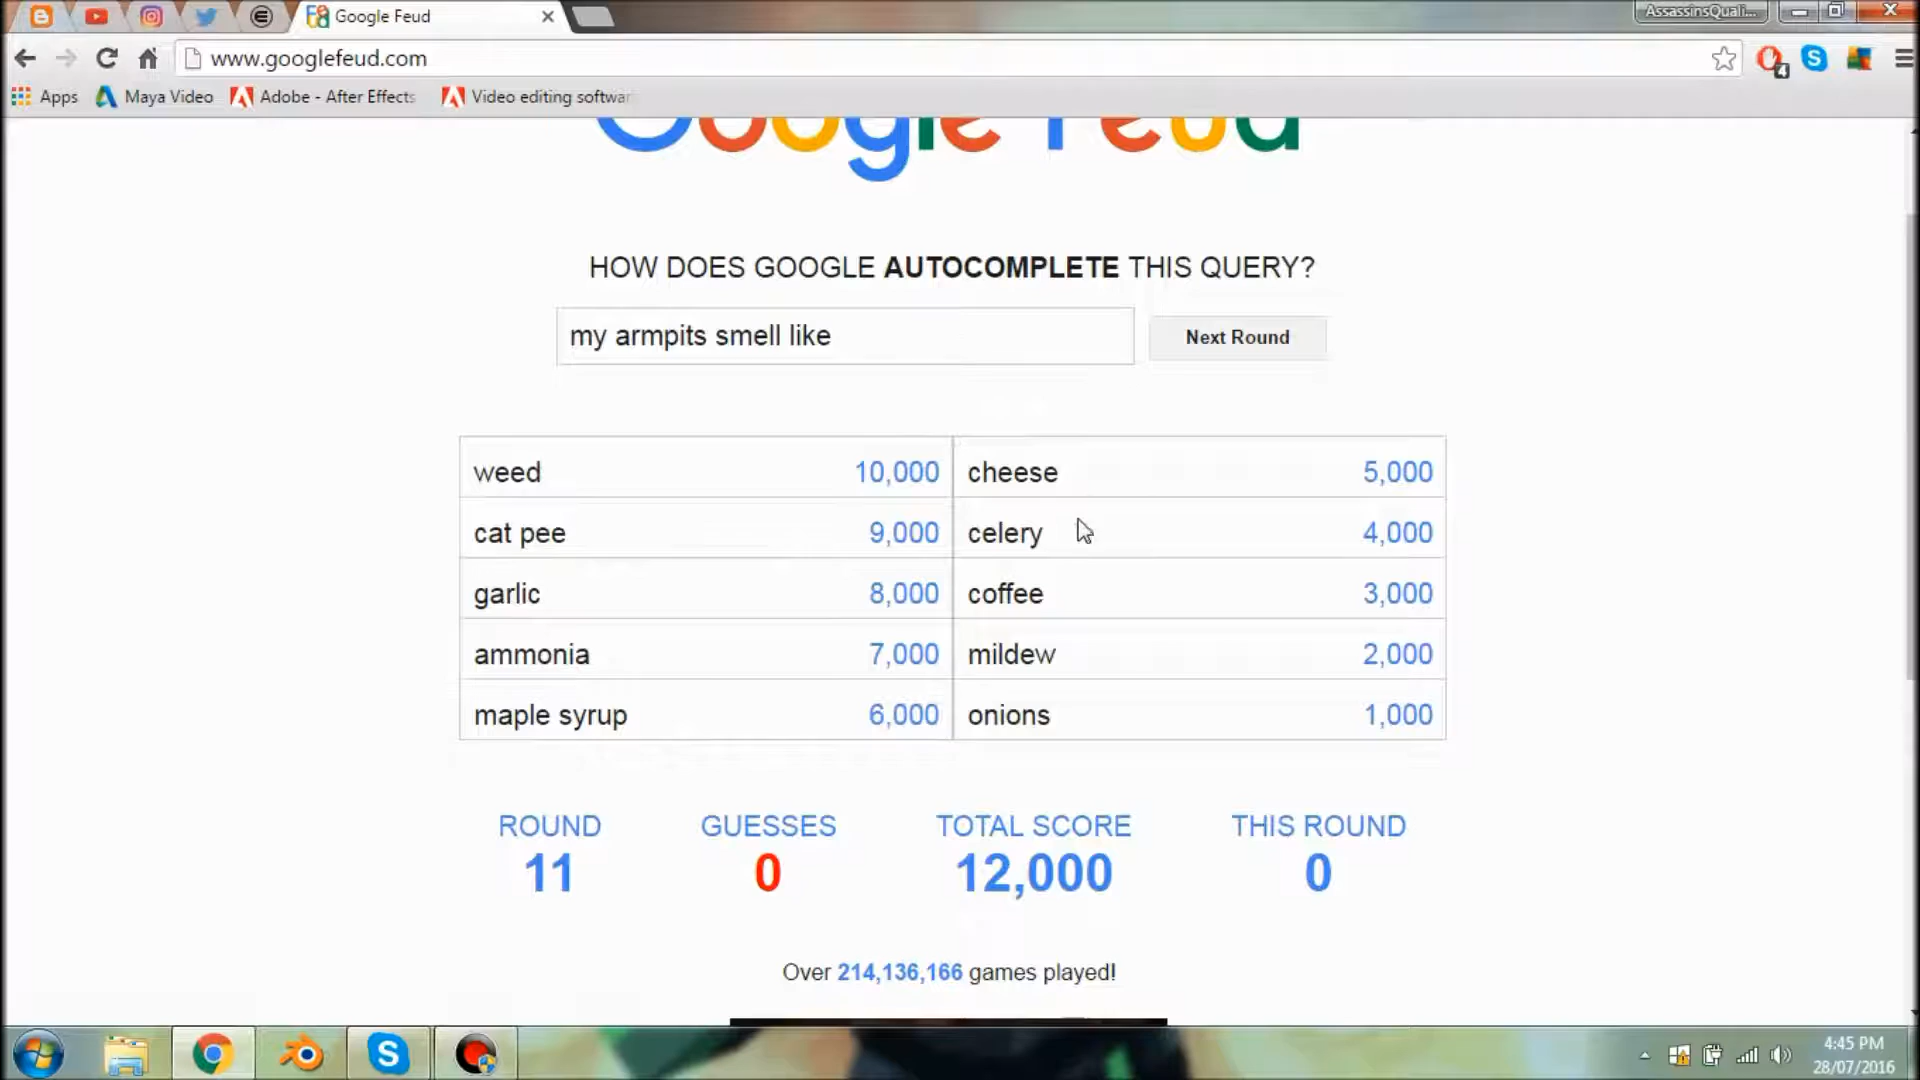 Google Feud
AssassinsQuali...
www.googlefeud.com
4
Apps
Maya Video
Adobe - After Effects
Video editing softwar
Google Feud
HOW DOES GOOGLE AUTOCOMPLETE THIS QUERY?
my armpits smell like
Next Round
weed 10,000 cheese 5,000
cat pee 9,000 celery 4,000
garlic 8,000 coffee 3,000
ammonia 7,000 mildew 2,000
maple syrup 6,000 onions 1,000
ROUND GUESSES TOTAL SCORE THIS ROUND
11 0 12,000 0
Over 214,136,166 games played!
4:45 PM
28/07/2016